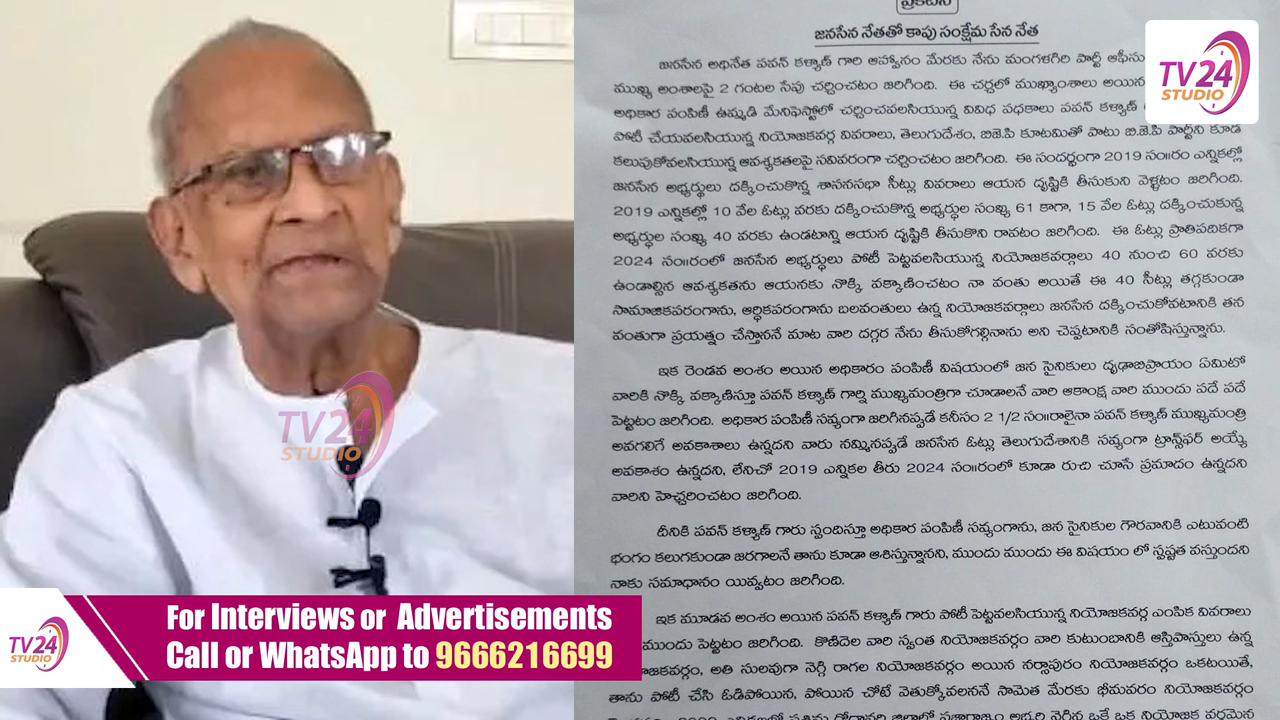 ప్రకటన
జనసేన నేతతో కాపు సంక్షేమ సేన నేత
జనసేన అధినేత పవన్ కళ్యాణ్ గారి ఆహ్వానం మేరకు నేను మంగళగిరి పార్టీ ఆఫీసు
ముఖ్య అంశాలపై 2 గంటల సేపు చర్చించటం జరిగింది. ఈ చర్చలో ముఖ్యాంశాలు అయిన
అధికార పంపిణీ ఉమ్మడి మేనిఫెస్టోలో చర్చించవలసియున్న వివిధ పధకాలు పవన్ కళ్యాణ్
పోటీ చేయవలసియున్న నియోజకవర్గ వివరాలు, తెలుగుదేశం, బిజె.పి కూటమితో పాటు బి.జె.పి పార్టీని కూడ
కలుపుకోవలసియున్న ఆవశ్యకతలపై సవివరంగా చర్చించటం జరిగింది. ఈ సందర్భంగా 2019 సం॥రం ఎన్నికల్లో
జనసేన అభ్యర్థులు దక్కించుకొన్న శాసనసభా సీట్లు వివరాలు ఆయన దృష్టికి తీసుకుని వెళ్ళటం జరిగింది.
2019 ఎన్నికల్లో 10 వేల ఓట్లు వరకు దక్కించుకొన్న అభ్యర్థుల సంఖ్య 61 కాగా, 15 వేల ఓట్లు దక్కించుకున్న
అభ్యర్ధుల సంఖ్య 40 వరకు ఉండటాన్ని ఆయన దృష్టికి తీసుకొని రావటం జరిగింది. ఈ ఓట్లు ప్రాతిపదికగా
2024 సం॥రంలో జనసేన అభ్యర్ధులు పోటీ పెట్టవలసియున్న నియోజకవర్గాలు 40 నుంచి 60 వరకు
ఉండాల్సిన ఆవశ్యకతను ఆయనకు నొక్కి వక్కాణించటం నా వంతు అయితే ఈ 40 సీట్లు తగ్గకుండా
సామాజికపరంగాను, ఆర్ధికపరంగాను బలవంతులు ఉన్న నియోజకవర్గాలు జనసేన దక్కించుకోవటానికి తన
వంతుగా ప్రయత్నం చేస్తాననే మాట వారి దగ్గర నేను తీసుకోగల్గినాను అని చెప్పటానికి సంతోషిస్తున్నాను.
ఇక రెండవ అంశం అయిన అధికారం పంపిణీ విషయంలో జన సైనికులు దృఢాభిప్రాయం ఏమిటో
వారికి నొక్కి వక్కాణిస్తూ పవన్ కళ్యాణ్ గార్ని ముఖ్యమంత్రిగా చూడాలనే వారి ఆకాంక్ష వారి ముందు పదే పదే
పెట్టటం జరిగింది. అధికార పంపిణీ సవ్యంగా జరిగినప్పుడే కనీసం 2 1/2 సం॥రాలైనా పవన్ కళ్యాణ్ ముఖ్యమంత్రి
అవగలిగే అవకాశాలు ఉన్నదని వారు నమ్మినప్పుడే జనసేన ఓట్లు తెలుగుదేశానికి సవ్యంగా ట్రాన్స్‌ఫర్ అయ్యే
అవకాశం ఉన్నదని, లేనిచో 2019 ఎన్నికల తీరు 2024 సం॥రంలో కూడా రుచి చూసే ప్రమాదం ఉన్నదని
వారిని హెచ్చరించటం జరిగింది.
దీనికి పవన్ కళ్యాణ్ గారు స్పందిస్తూ అధికార పంపిణీ సవ్యంగాను, జన సైనికుల గౌరవానికి ఎటువంటి
భంగం కలుగకుండా జరగాలనే తాను కూడా ఆశిస్తున్నానని, ముందు ముందు ఈ విషయం లో స్పష్టత వస్తుందని
నాకు సమాధానం యివ్వటం జరిగింది.
ఇక మూడవ అంశం అయిన పవన్ కళ్యాణ్ గారు పోటీ పెట్టవలసియున్న నియోజకవర్గ ఎంపిక వివరాలు
ముందు పెట్టటం జరిగింది. కొణిదెల వారి స్వంత నియోజకవర్గం వారి కుటుంబానికి ఆస్తిపాస్తులు ఉన్న
అతి సులవుగా నెగ్గి రాగల నియోజకవర్గం అయిన నర్సాపురం నియోజకవర్గం ఒకటయితే,
తాను పోటీ చేసి ఓడిపోయిన, పోయిన చోటే వెతుక్కోవలననే సామెత మేరకు భీమవరం నియోజకవర్గం
TV24
STUDIO
TV24
STUDIO
TV24
STUDIO
For Interviews or Advertisements
Call or WhatsApp to 9666216699